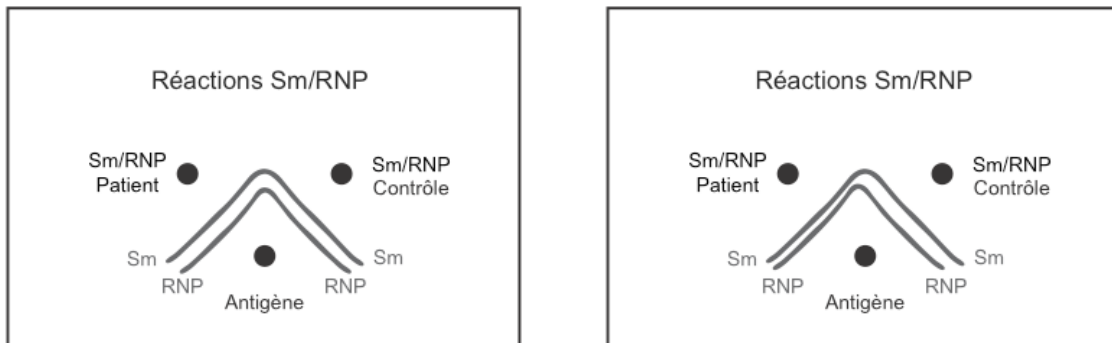 Réactions Sm/RNP
Sm/RNP
Patient
Sm/RNP
Contrôle
Sm
Sm
RNP
RNP
Antigène
Réactions Sm/RNP
Sm/RNP
Patient
Sm/RNP
Contrôle
Sm
Sm
RNP
RNP
Antigène